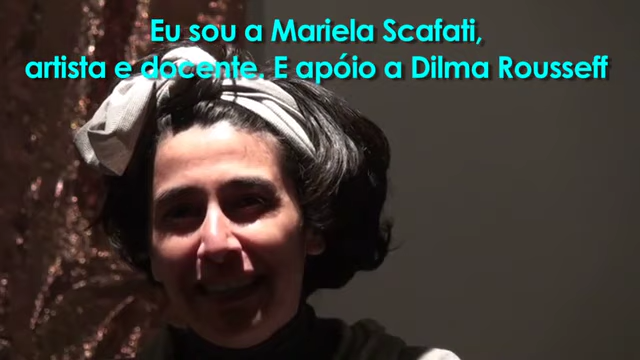 Eu sou a Mariela Scafati,
artista e docente. E apóio a Dilma Rousseff